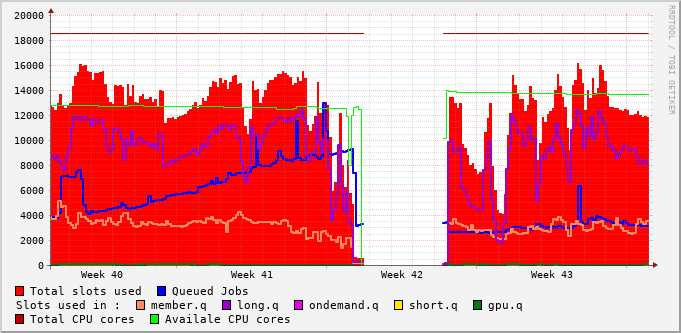 20000
18000
16000
14000
12000
10000
8000
6000
4000
2000
0
Week 40 Week 41 Week 42 Week 43
Total slots used Queued Jobs
Slots used in : member.q long.q ondemand.q short.q gpu.q
Total CPU cores Availale CPU cores
RRDTOOL / TOBI OETIKER